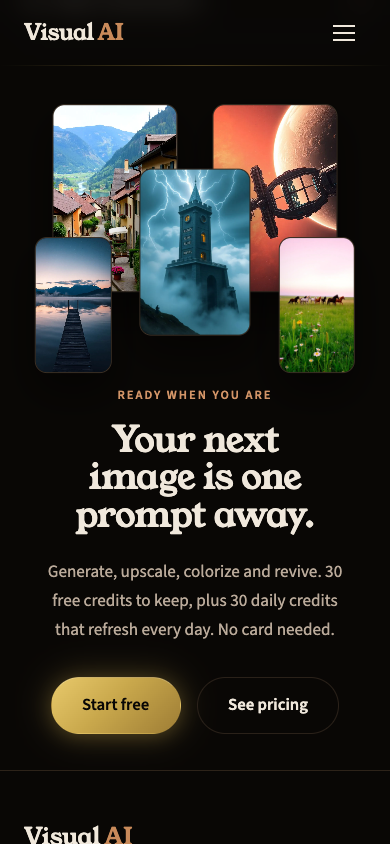 Visual AI
READY WHEN YOU ARE
Your next
image is one
prompt away.
Generate, upscale, colorize and revive. 30
free credits to keep, plus 30 daily credits
that refresh every day. No card needed.
Start free
See pricing
Visual AI